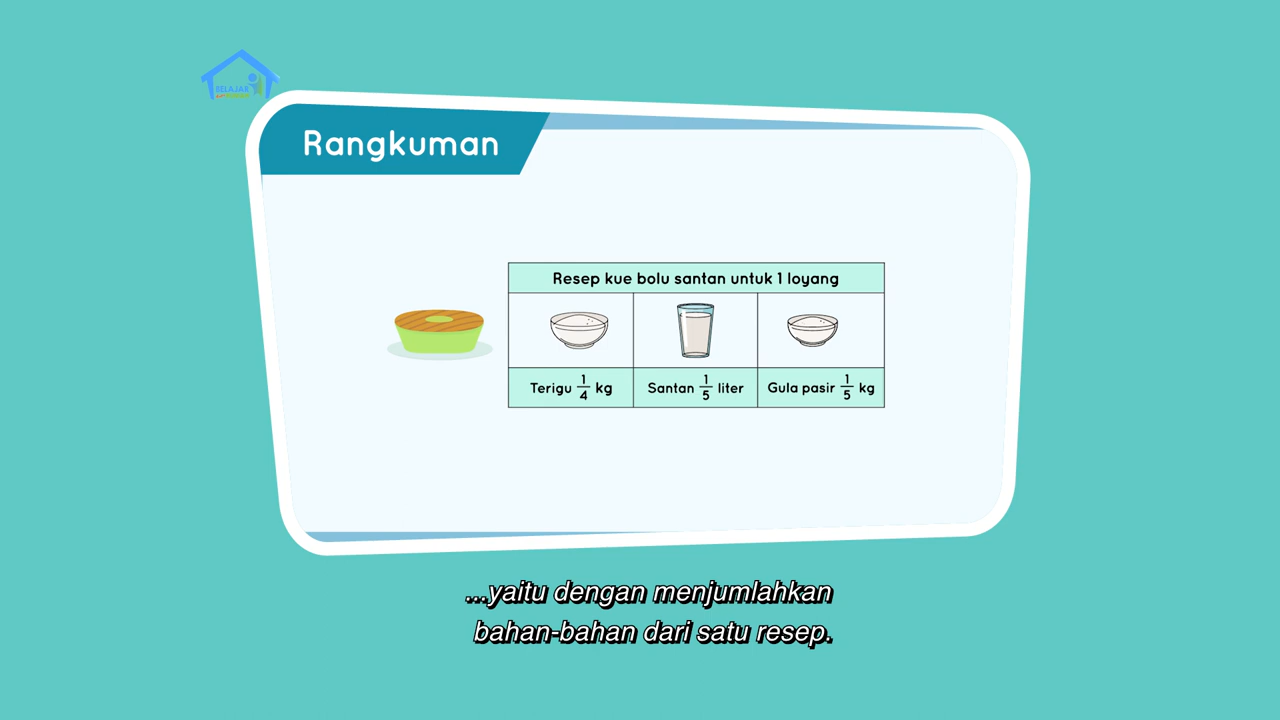 BELAJAR
Rangkuman
Resep kue bolu santan untuk 1 loyang
Terigu 1/4 kg
Santan 1/5 liter
Gula pasir 1/5 kg
...yaitu dengan menjumlahkan
bahan-bahan dari satu resep.